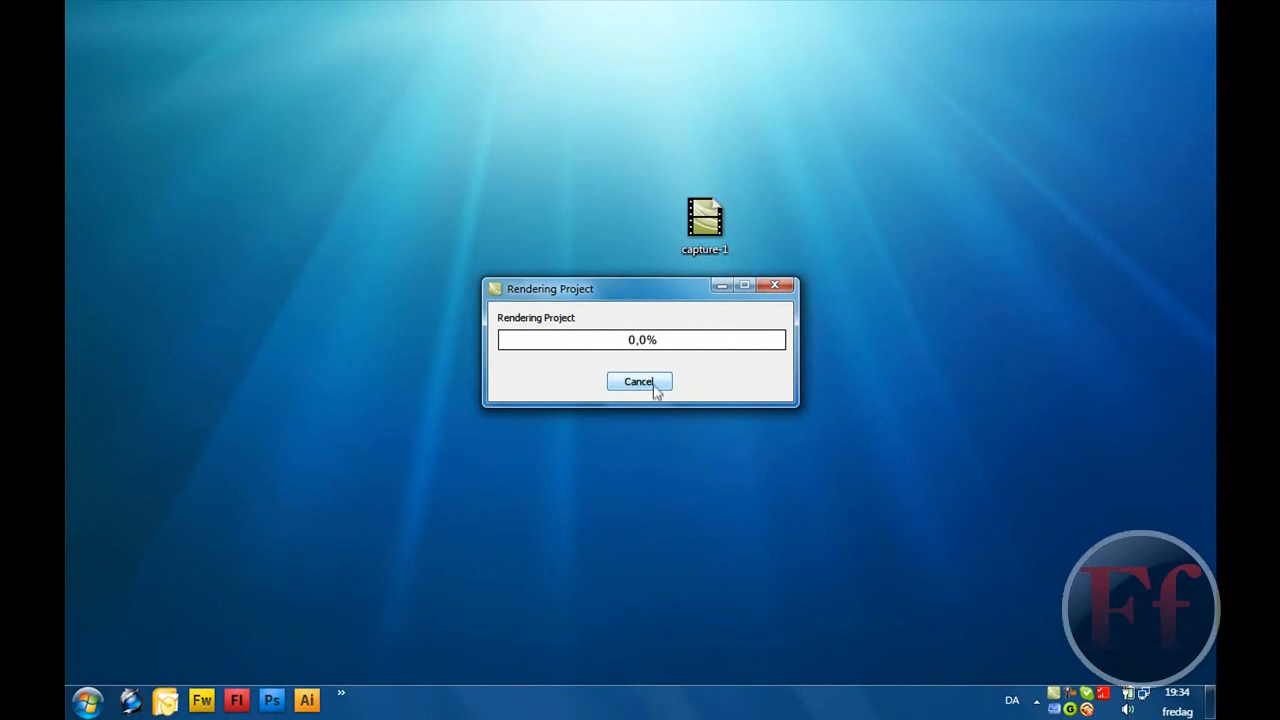 capture-1
Rendering Project
Rendering Project
0,0%
Cancel
Ff
Fw
Fl
Ps
Ai
»
DA
19:34
fredag